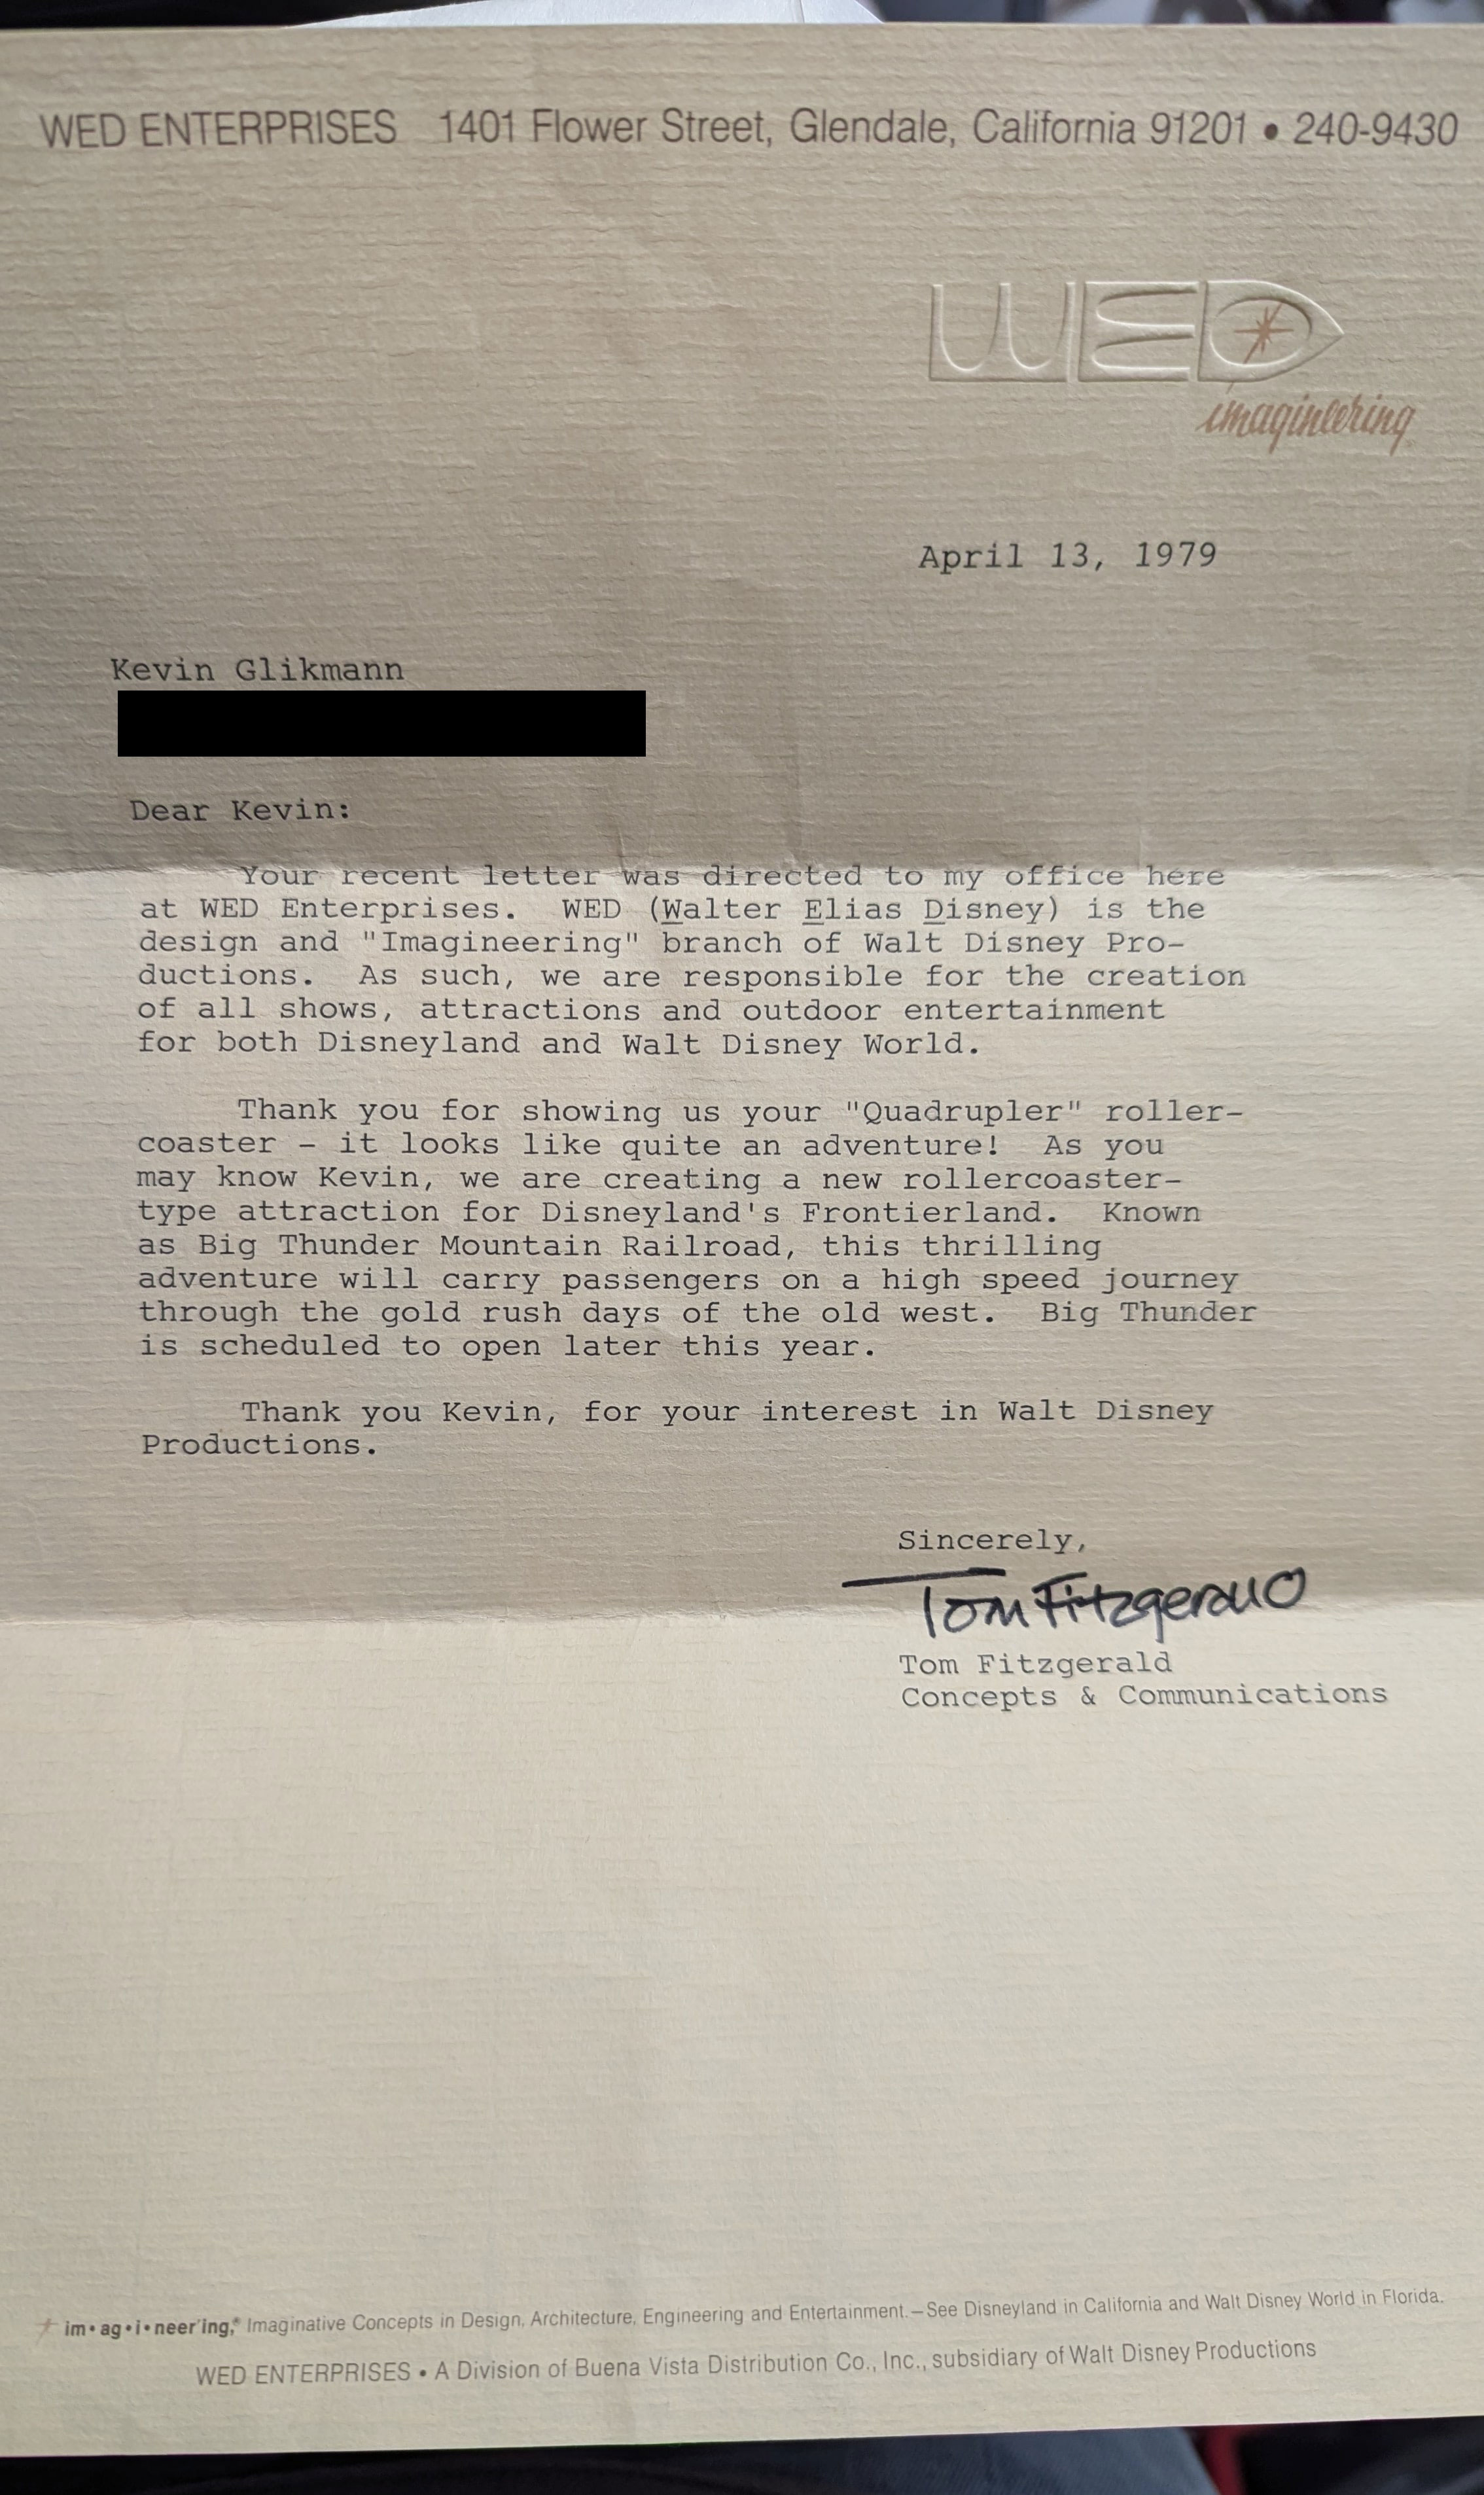 WED ENTERPRISES 1401 Flower Street, Glendale, California 91201 • 240-9430
WED
imagineering
April 13, 1979
Kevin Glikmann
Dear Kevin:
Your recent letter was directed to my office here
at WED Enterprises. WED (Walter Elias Disney) is the
design and "Imagineering" branch of Walt Disney Pro-
ductions. As such, we are responsible for the creation
of all shows, attractions and outdoor entertainment
for both Disneyland and Walt Disney World.
Thank you for showing us your "Quadrupler" roller-
coaster - it looks like quite an adventure! As you
may know Kevin, we are creating a new rollercoaster-
type attraction for Disneyland's Frontierland. Known
as Big Thunder Mountain Railroad, this thrilling
adventure will carry passengers on a high speed journey
through the gold rush days of the old west. Big Thunder
is scheduled to open later this year.
Thank you Kevin, for your interest in Walt Disney
Productions.
Sincerely,
Tom Fitzgerald
Tom Fitzgerald
Concepts & Communications
im•ag•i•neer'ing,® Imaginative Concepts in Design, Architecture, Engineering and Entertainment.—See Disneyland in California and Walt Disney World in Florida.
WED ENTERPRISES • A Division of Buena Vista Distribution Co., Inc., subsidiary of Walt Disney Productions